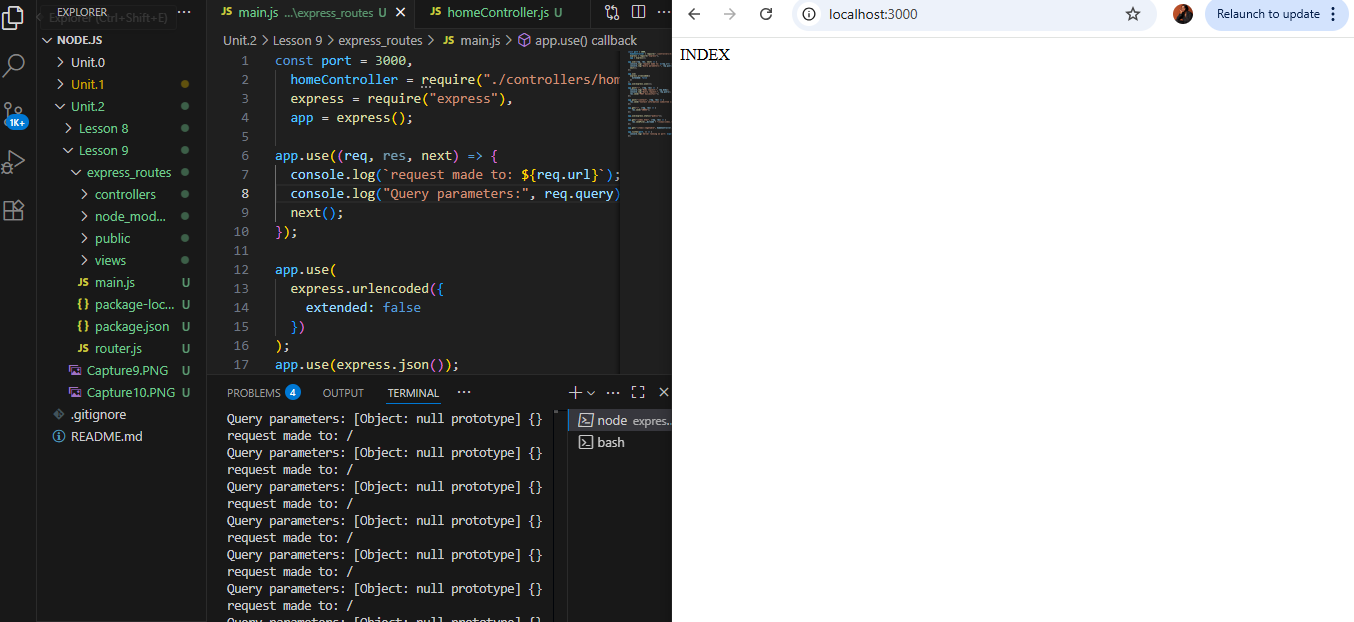 EXPLORER
Explorer (Ctrl+Shift+E)
NODE.JS
Unit.0
Unit.1
Unit.2
Lesson 8
Lesson 9
express_routes
controllers
node_mod...
public
views
JS main.js U
{} package-loc... U
{} package.json U
JS router.js U
Capture9.PNG U
Capture10.PNG U
.gitignore
README.md
1K+
JS main.js ...\express_routes U
JS homeController.js U
Unit.2 > Lesson 9 > express_routes > JS main.js > app.use() callback
1 const port = 3000,
2 homeController = require("./controllers/hom
3 express = require("express"),
4 app = express();
5
6 app.use((req, res, next) => {
7 console.log(`request made to: ${req.url}`);
8 console.log("Query parameters:", req.query)
9 next();
10 });
11
12 app.use(
13 express.urlencoded({
14 extended: false
15 })
16 );
17 app.use(express.json());
PROBLEMS 4 OUTPUT TERMINAL ...
Query parameters: [Object: null prototype] {}
request made to: /
Query parameters: [Object: null prototype] {}
request made to: /
Query parameters: [Object: null prototype] {}
request made to: /
Query parameters: [Object: null prototype] {}
request made to: /
Query parameters: [Object: null prototype] {}
request made to: /
Query parameters: [Object: null prototype] {}
request made to: /
Query parameters: [Object: null prototype] {}
node expres...
bash
localhost:3000
Relaunch to update
INDEX